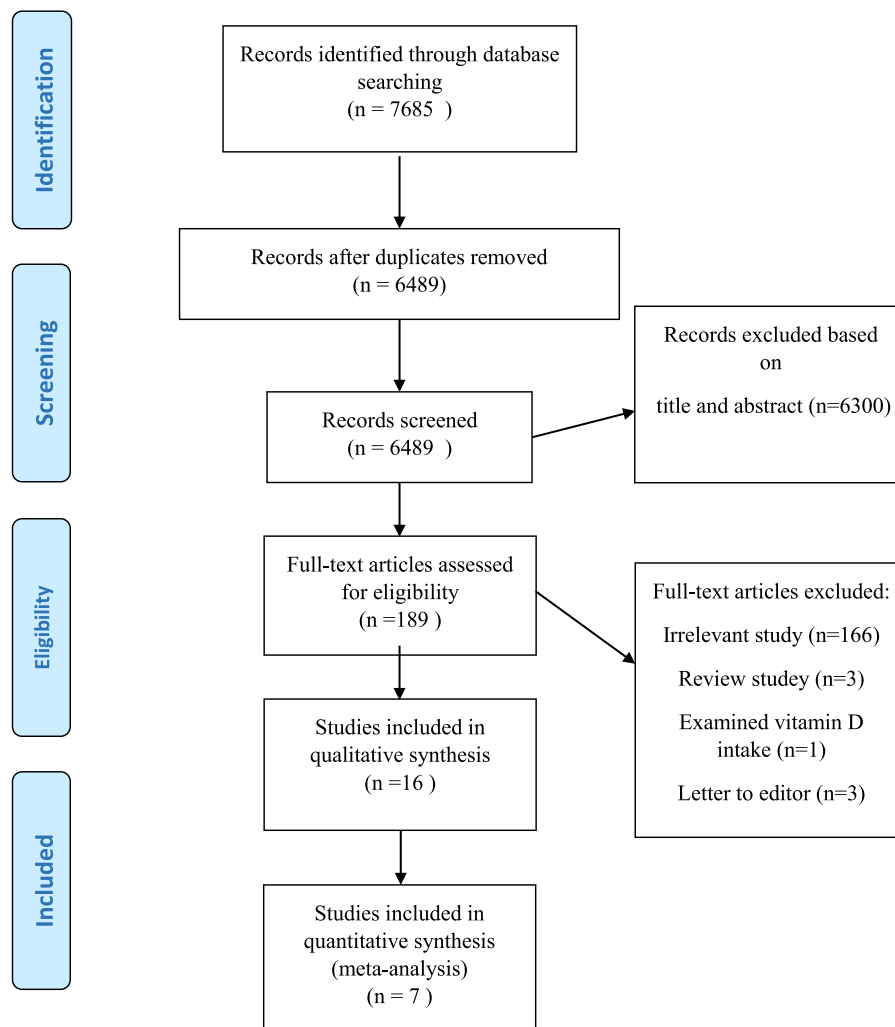 Identification
Records identified through database
searching
(n = 7685 )
Records after duplicates removed
(n = 6489)
Screening
Records screened
(n = 6489 )
Records excluded based
on
title and abstract (n=6300)
Eligibility
Full-text articles assessed
for eligibility
(n =189 )
Full-text articles excluded:
Irrelevant study (n=166)
Review studey (n=3)
Examined vitamin D
intake (n=1)
Letter to editor (n=3)
Studies included in
qualitative synthesis
(n =16 )
Included
Studies included in
quantitative synthesis
(meta-analysis)
(n = 7 )